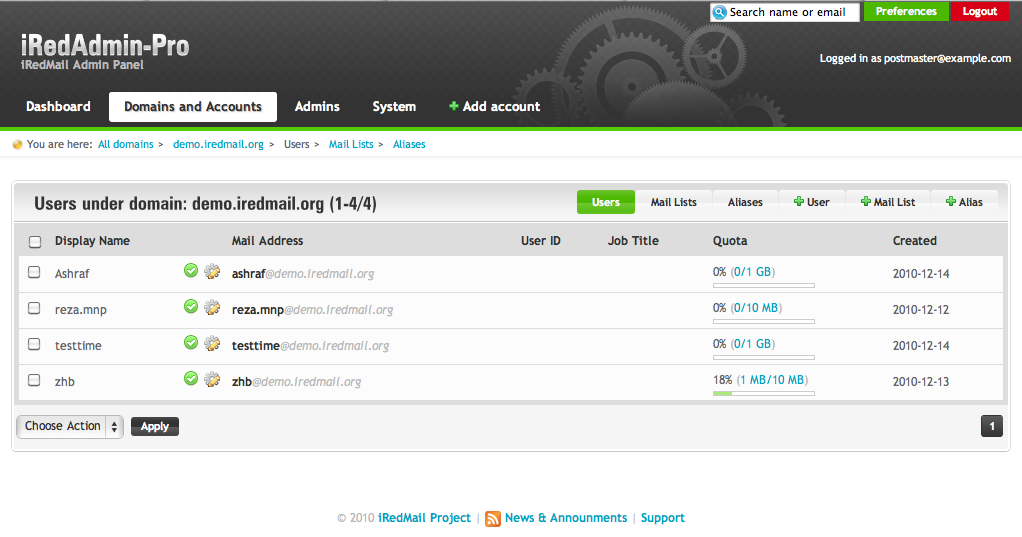 Search name or email Preferences Logout
iRedAdmin-Pro
iRedMail Admin Panel
Logged in as postmaster@example.com
Dashboard Domains and Accounts Admins System Add account
You are here: All domains > demo.iredmail.org > Users > Mail Lists > Aliases
Users under domain: demo.iredmail.org (1-4/4) Users Mail Lists Aliases User Mail List Alias
Display Name Mail Address User ID Job Title Quota Created
Ashraf ashraf@demo.iredmail.org 0% (0/1 GB) 2010-12-14
reza.mnp reza.mnp@demo.iredmail.org 0% (0/10 MB) 2010-12-12
testtime testtime@demo.iredmail.org 0% (0/1 GB) 2010-12-14
zhb zhb@demo.iredmail.org 18% (1 MB/10 MB) 2010-12-13
Choose Action Apply 1
© 2010 iRedMail Project | News & Announments | Support